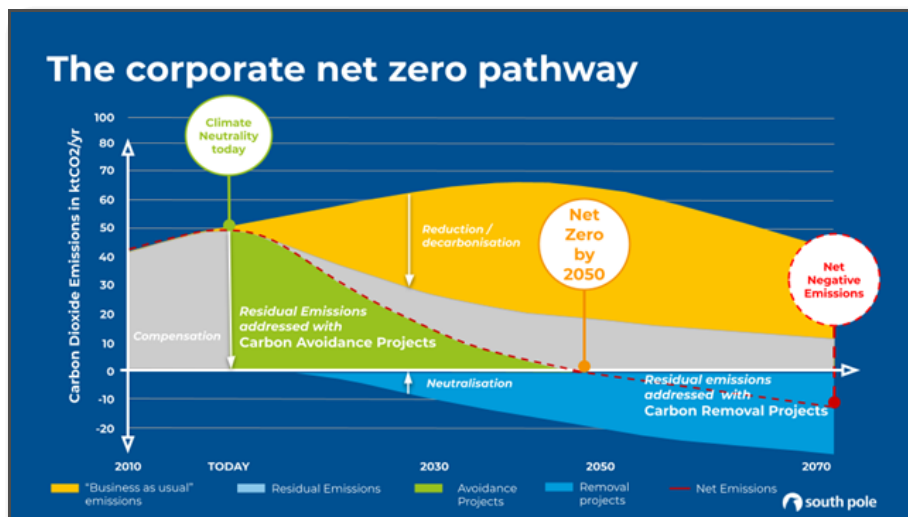 The corporate net zero pathway
Carbon Dioxide Emissions in ktCO2/yr
100
80
70
60
50
40
30
20
10
0
-10
-20
Climate
Neutrality
today
Reduction /
decarbonisation
Net
Zero
by
2050
Net
Negative
Emissions
Compensation
Residual Emissions
addressed with
Carbon Avoidance Projects
Neutralisation
Residual emissions
addressed with
Carbon Removal Projects
2010
TODAY
2030
2050
2070
"Business as usual"
emissions
Residual Emissions
Avoidance
Projects
Removal
projects
Net Emissions
south pole